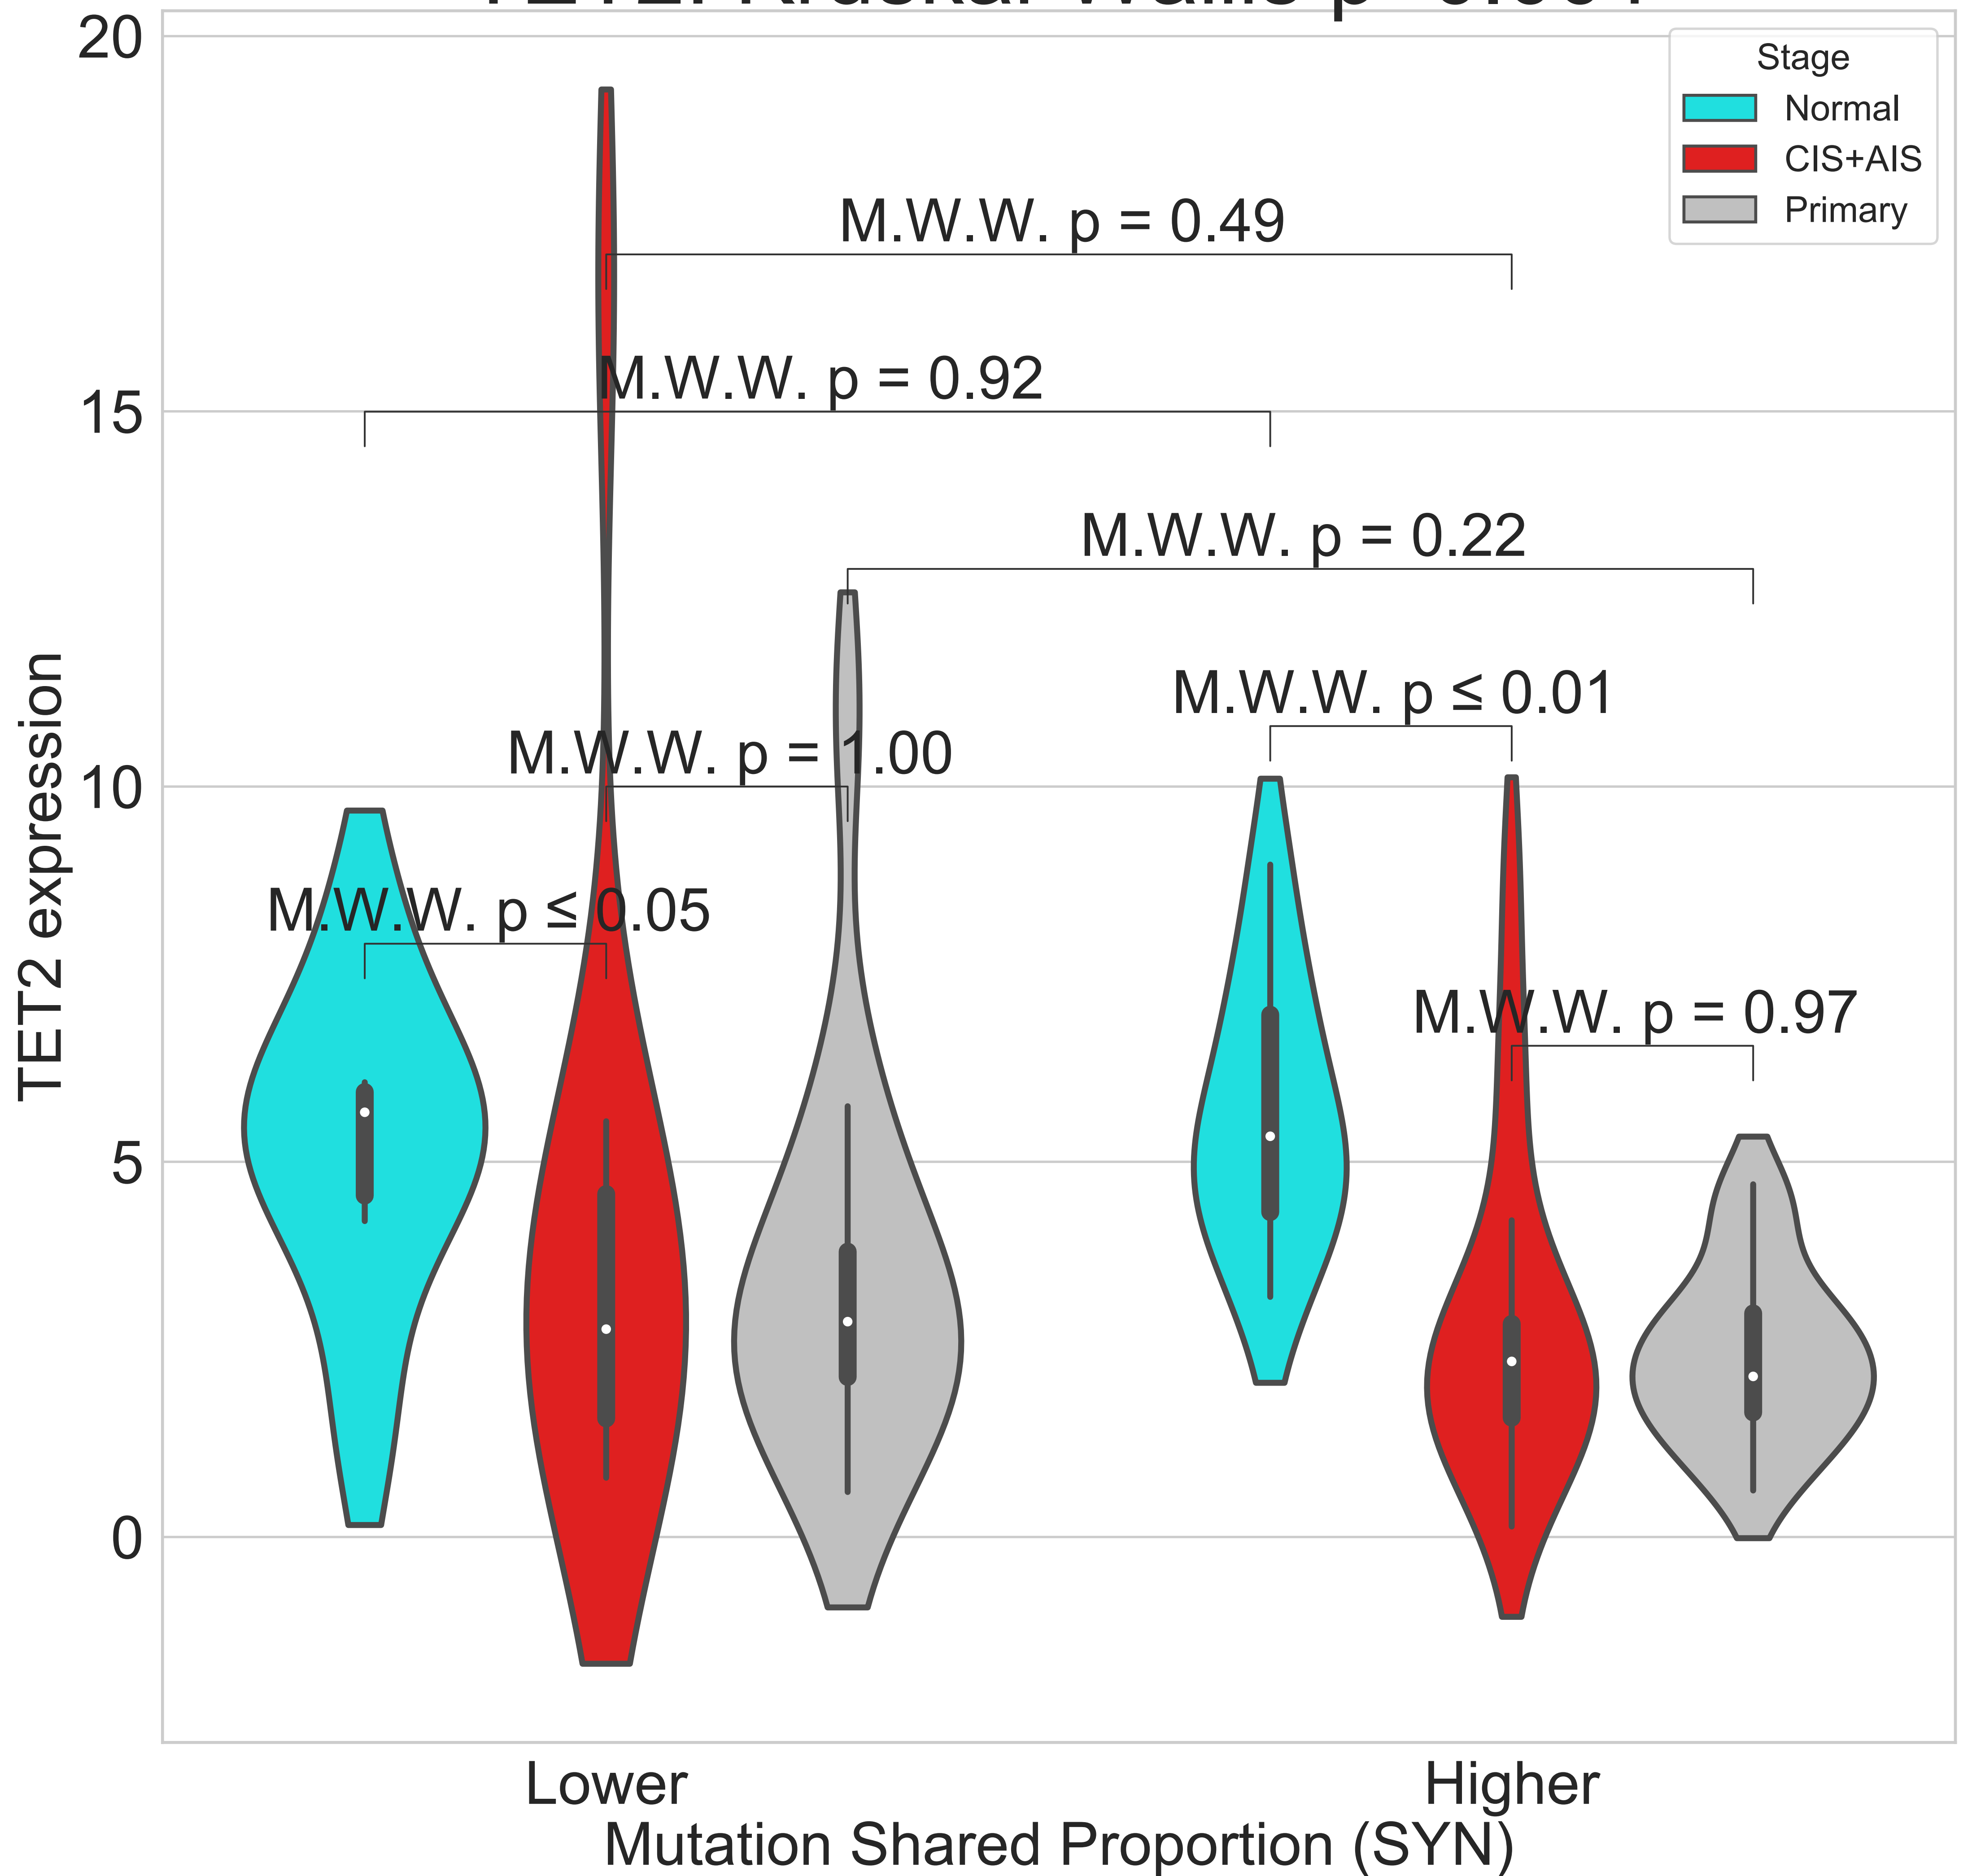 20
15
10
5
0
TET2 expression
Stage
Normal
CIS+AIS
Primary
M.W.W. p = 0.49
M.W.W. p = 0.92
M.W.W. p = 0.22
M.W.W. p ≤ 0.01
M.W.W. p = 1.00
M.W.W. p ≤ 0.05
M.W.W. p = 0.97
Lower
Higher
Mutation Shared Proportion (SYN)